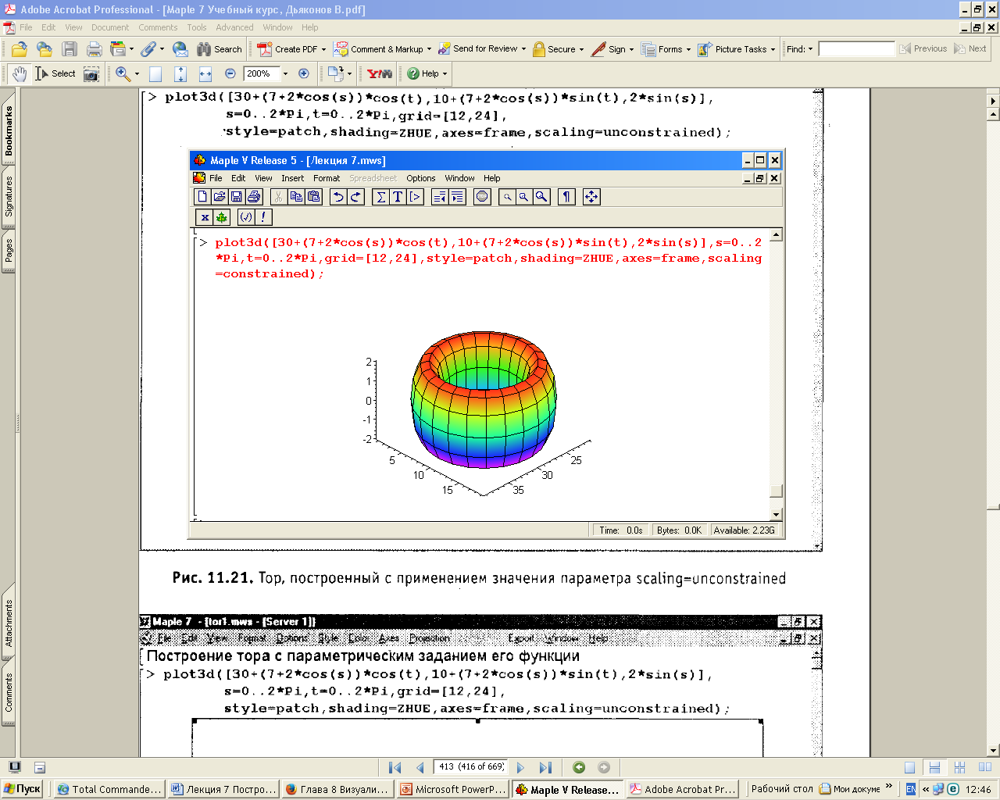 Adobe Acrobat Professional - [Maple 7 Учебный курс, Дьяконов В.pdf]
File Edit View Document Comments Tools Advanced Window Help
Search Create PDF Comment & Markup Send for Review Secure Sign Forms Picture Tasks Find: Previous Next
Select 200% Y! Help
Bookmarks
Signatures
Pages
Attachments
Comments
[> plot3d([30+(7+2*cos(s))*cos(t),10+(7+2*cos(s))*sin(t),2*sin(s)],
s=0..2*Pi,t=0..2*Pi,grid=[12,24],
style=patch,shading=ZHUE,axes=frame,scaling=unconstrained);
Maple V Release 5 - [Лекция 7.mws]
File Edit View Insert Format Spreadsheet Options Window Help
Σ T [> ¶
x (√) !
> plot3d([30+(7+2*cos(s))*cos(t),10+(7+2*cos(s))*sin(t),2*sin(s)],s=0..2
*Pi,t=0..2*Pi,grid=[12,24],style=patch,shading=ZHUE,axes=frame,scaling
=constrained);
2
1
0
-1
-2
5 25
10 30
15 35
Time: 0.0s Bytes: 0.0K Available: 2.23G
Рис. 11.21. Тор, построенный с применением значения параметра scaling=unconstrained
Maple 7 - [tor1.mws - [Server 1]]
File Edit View Format Options Style Color Axes Projection Export Window Help
Построение тора с параметрическим заданием его функции
[> plot3d([30+(7+2*cos(s))*cos(t),10+(7+2*cos(s))*sin(t),2*sin(s)],
s=0..2*Pi,t=0..2*Pi,grid=[12,24],
style=patch,shading=ZHUE,axes=frame,scaling=unconstrained);
413 (416 of 669)
Пуск Total Commande... Лекция 7 Постро... Глава 8 Визуали... Microsoft PowerP... Maple V Release... Adobe Acrobat Pr... Рабочий стол Мои докуме » EN « 12:46